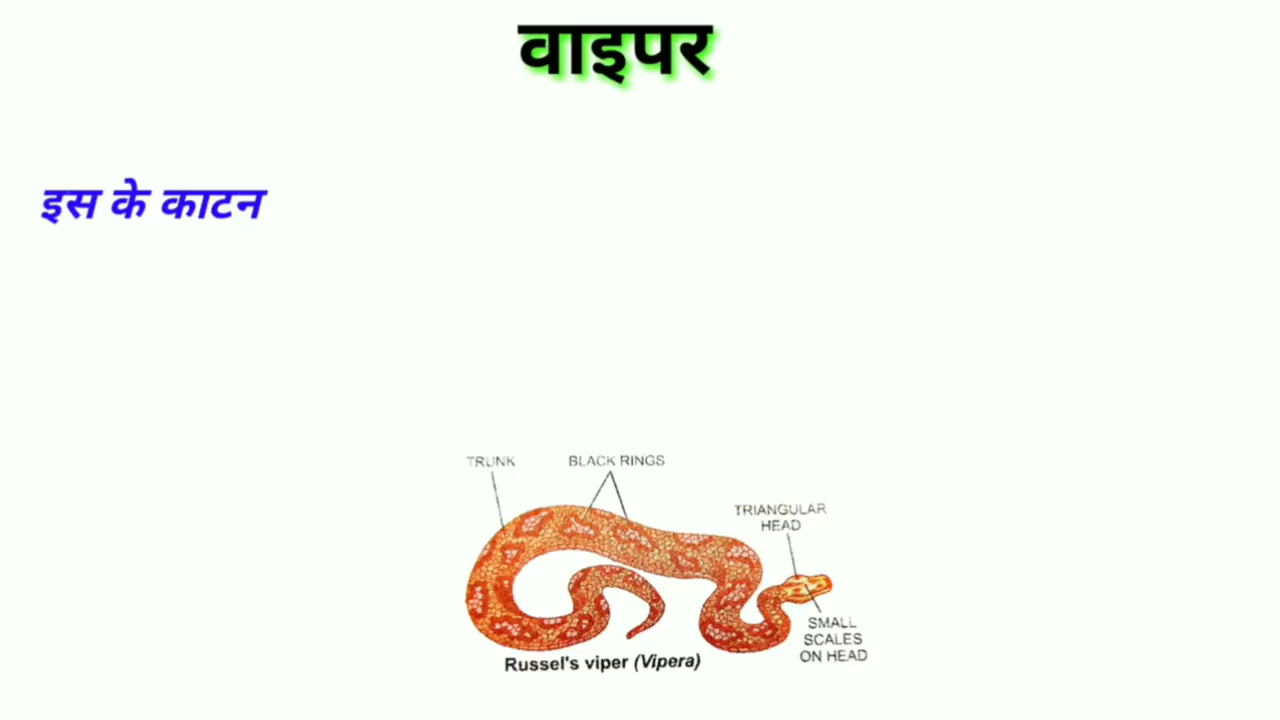 वाइपर
इस के काटन
TRUNK
BLACK RINGS
TRIANGULAR
HEAD
SMALL
SCALES
ON HEAD
Russel's viper (Vipera)